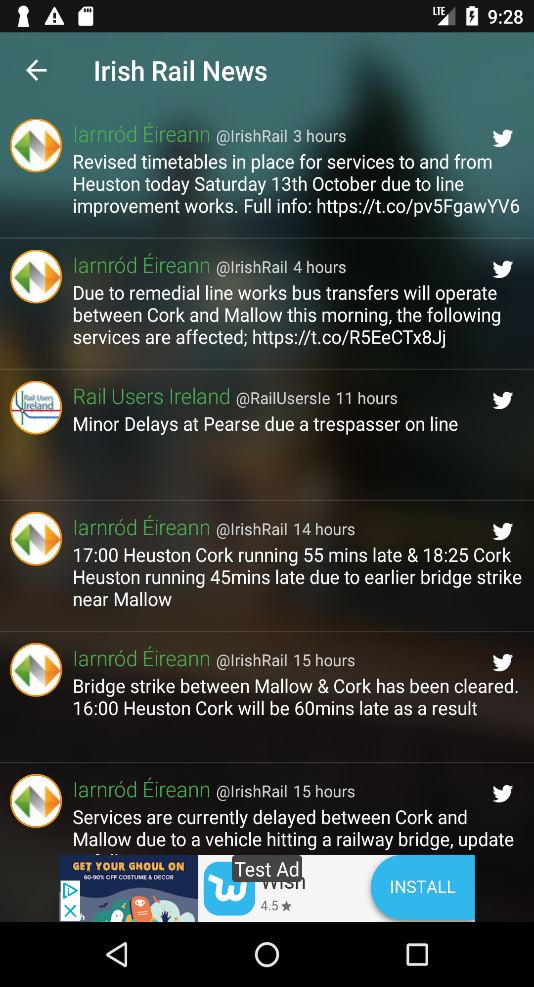 LTE 9:28
Irish Rail News
Iarnród Éireann @IrishRail 3 hours
Revised timetables in place for services to and from
Heuston today Saturday 13th October due to line
improvement works. Full info: https://t.co/pv5FgawYV6
Iarnród Éireann @IrishRail 4 hours
Due to remedial line works bus transfers will operate
between Cork and Mallow this morning, the following
services are affected; https://t.co/R5EeCTx8Jj
Rail Users Ireland
Rail Users Ireland @RailUsersIe 11 hours
Minor Delays at Pearse due a trespasser on line
Iarnród Éireann @IrishRail 14 hours
17:00 Heuston Cork running 55 mins late & 18:25 Cork
Heuston running 45mins late due to earlier bridge strike
near Mallow
Iarnród Éireann @IrishRail 15 hours
Bridge strike between Mallow & Cork has been cleared.
16:00 Heuston Cork will be 60mins late as a result
Iarnród Éireann @IrishRail 15 hours
Services are currently delayed between Cork and
Mallow due to a vehicle hitting a railway bridge, update
GET YOUR GHOUL ON
60-90% OFF COSTUME & DECOR
Test Ad
Wish
4.5★
INSTALL